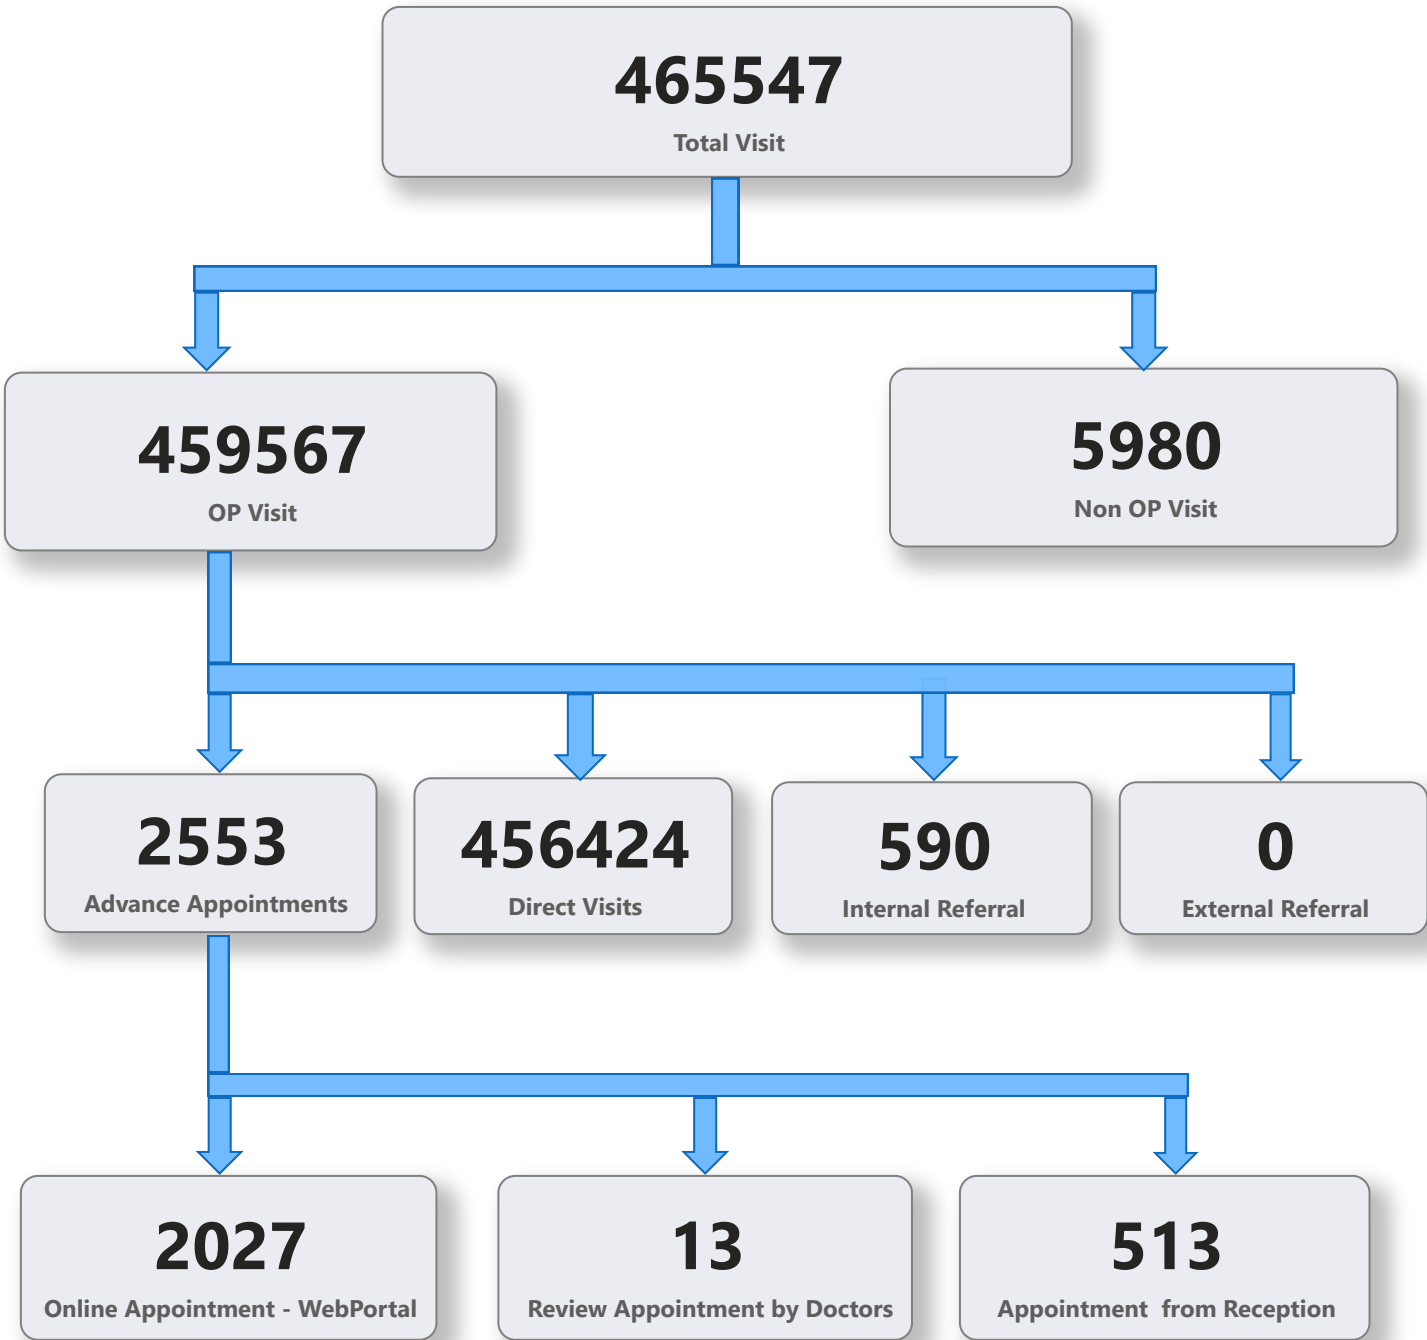 465547
Total Visit
459567
OP Visit
5980
Non OP Visit
2553
Advance Appointments
456424
Direct Visits
590
Internal Referral
0
External Referral
2027
Online Appointment - WebPortal
13
Review Appointment by Doctors
513
Appointment  from Reception